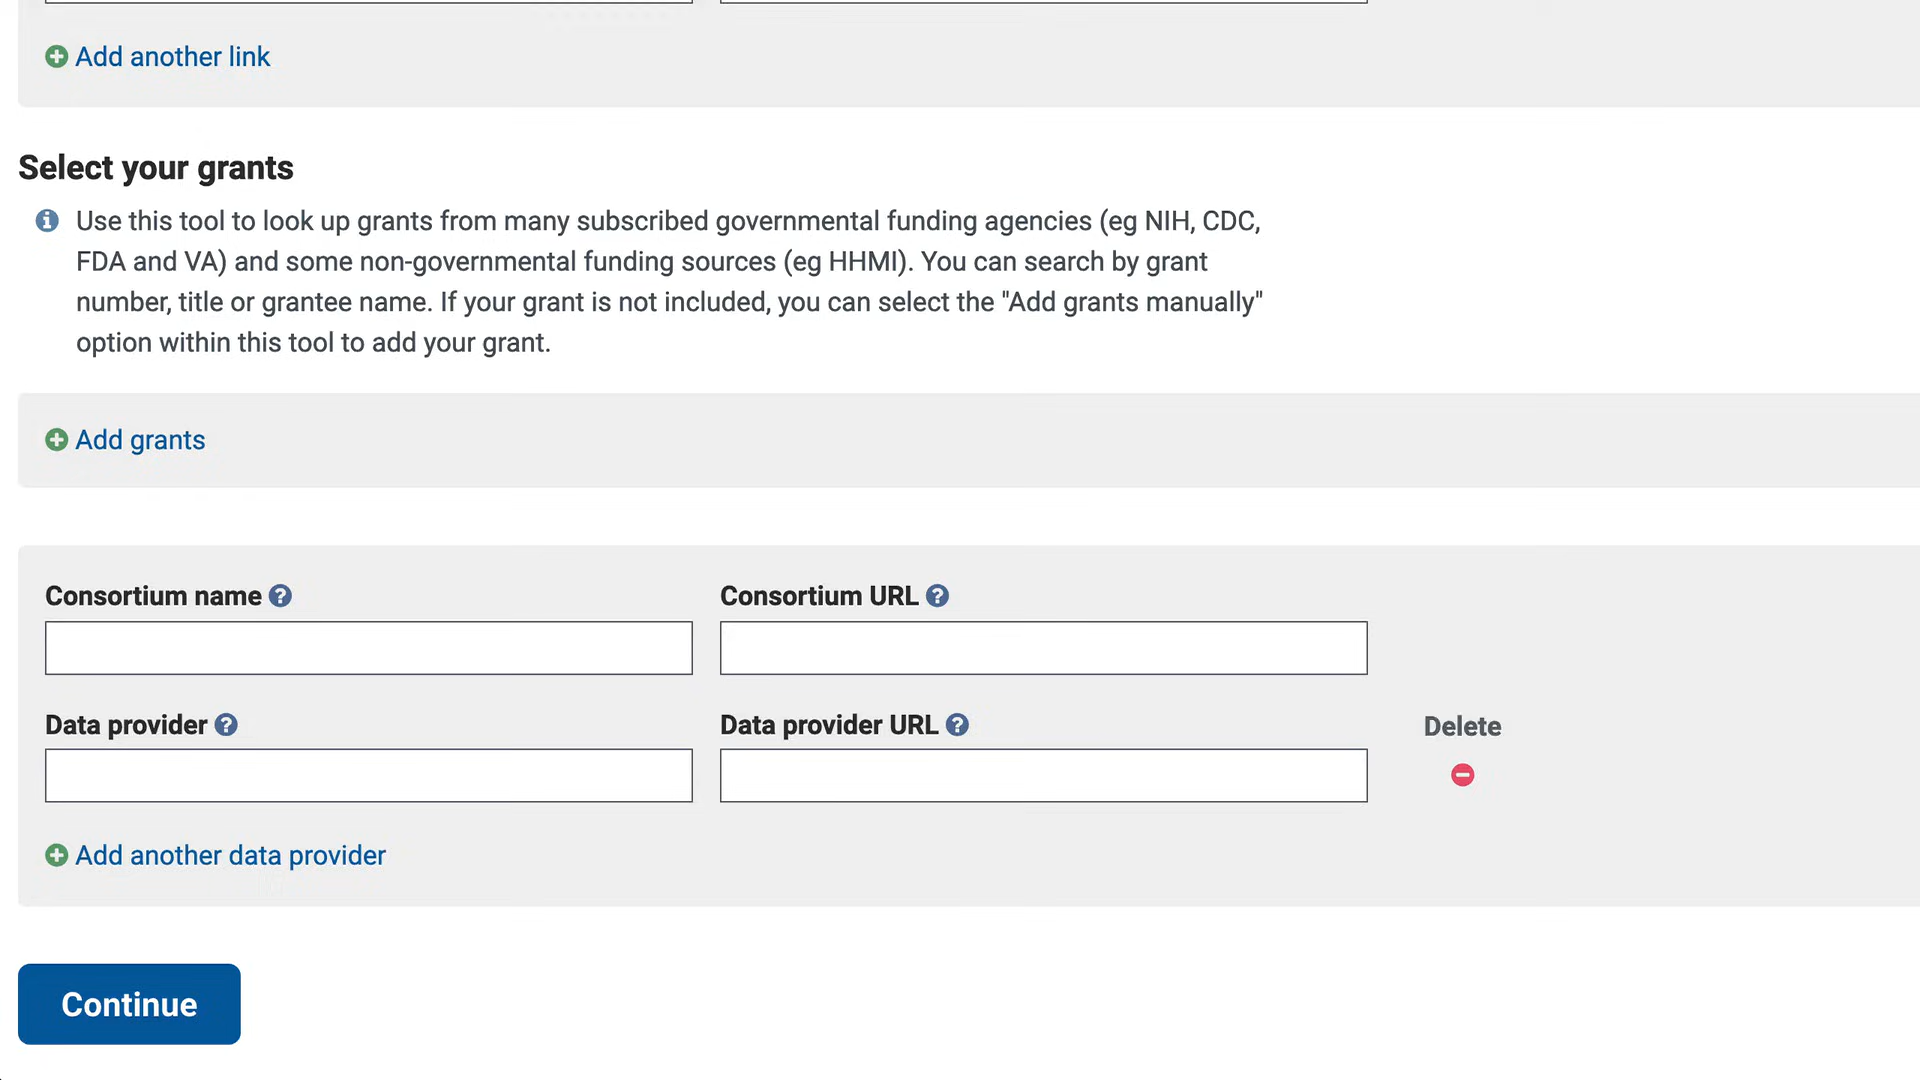 Add another link
Select your grants
Use this tool to look up grants from many subscribed governmental funding agencies (eg NIH, CDC,
FDA and VA) and some non-governmental funding sources (eg HHMI). You can search by grant
number, title or grantee name. If your grant is not included, you can select the "Add grants manually"
option within this tool to add your grant.
Add grants
Consortium name Consortium URL
Data provider Data provider URL Delete
Add another data provider
Continue